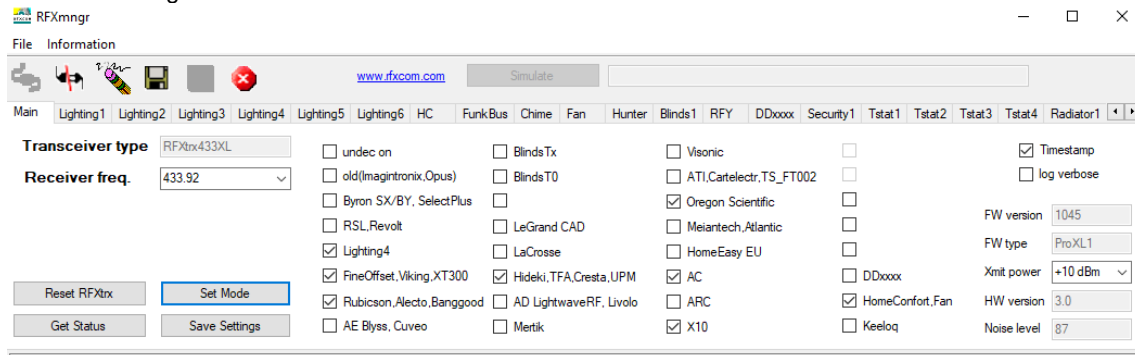 RFXmngr
File Information
www.rfxcom.com Simulate
Main Lighting1 Lighting2 Lighting3 Lighting4 Lighting5 Lighting6 HC FunkBus Chime Fan Hunter Blinds1 RFY DDxxxx Security1 Tstat1 Tstat2 Tstat3 Tstat4 Radiator1
Transceiver type RFXtrx433XL
Receiver freq. 433.92
Reset RFXtrx Set Mode
Get Status Save Settings
undec on
old(Imagintronix,Opus)
Byron SX/BY, SelectPlus
RSL,Revolt
Lighting4
FineOffset,Viking,XT300
Rubicson,Alecto,Banggood
AE Blyss, Cuveo
BlindsTx
BlindsT0
LeGrand CAD
LaCrosse
Hideki,TFA,Cresta,UPM
AD LightwaveRF, Livolo
Mertik
Visonic
ATI,Cartelectr,TS_FT002
Oregon Scientific
Meiantech,Atlantic
HomeEasy EU
AC
ARC
X10
DDxxxx
HomeConfort,Fan
Keeloq
Timestamp
log verbose
FW version 1045
FW type ProXL1
Xmit power +10 dBm
HW version 3.0
Noise level 87